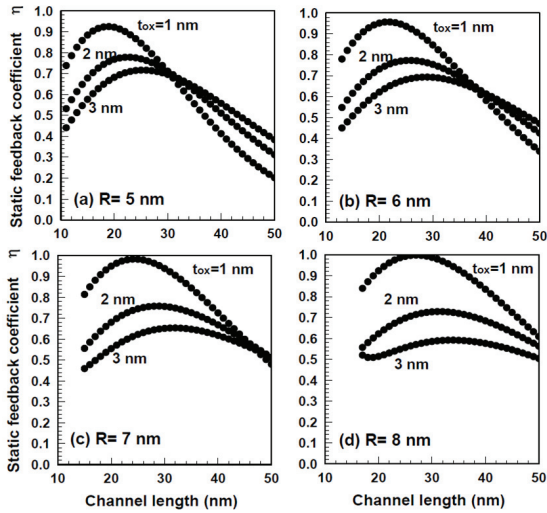 Static feedback coefficient η
1.0
0.9
0.8
0.7
0.6
0.5
0.4
0.3
0.2
0.1
0.0
tox=1 nm
2 nm
3 nm
(a) R= 5 nm
10 20 30 40 50
1.0
0.9
0.8
0.7
0.6
0.5
0.4
0.3
0.2
0.1
0.0
tox=1 nm
2 nm
3 nm
(b) R= 6 nm
10 20 30 40 50
Static feedback coefficient η
1.0
0.9
0.8
0.7
0.6
0.5
0.4
0.3
0.2
0.1
0.0
tox=1 nm
2 nm
3 nm
(c) R= 7 nm
10 20 30 40 50
Channel length (nm)
1.0
0.9
0.8
0.7
0.6
0.5
0.4
0.3
0.2
0.1
0.0
tox=1 nm
2 nm
3 nm
(d) R= 8 nm
10 20 30 40 50
Channel length (nm)